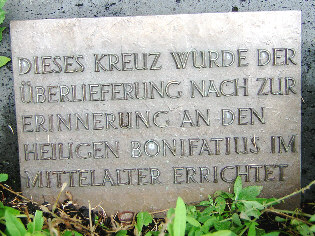 DIESES KREUZ WURDE DER
ÜBERLIEFERUNG NACH ZUR
ERINNERUNG AN DEN
HEILIGEN BONIFATIUS IM
MITTELALTER ERRICHTET